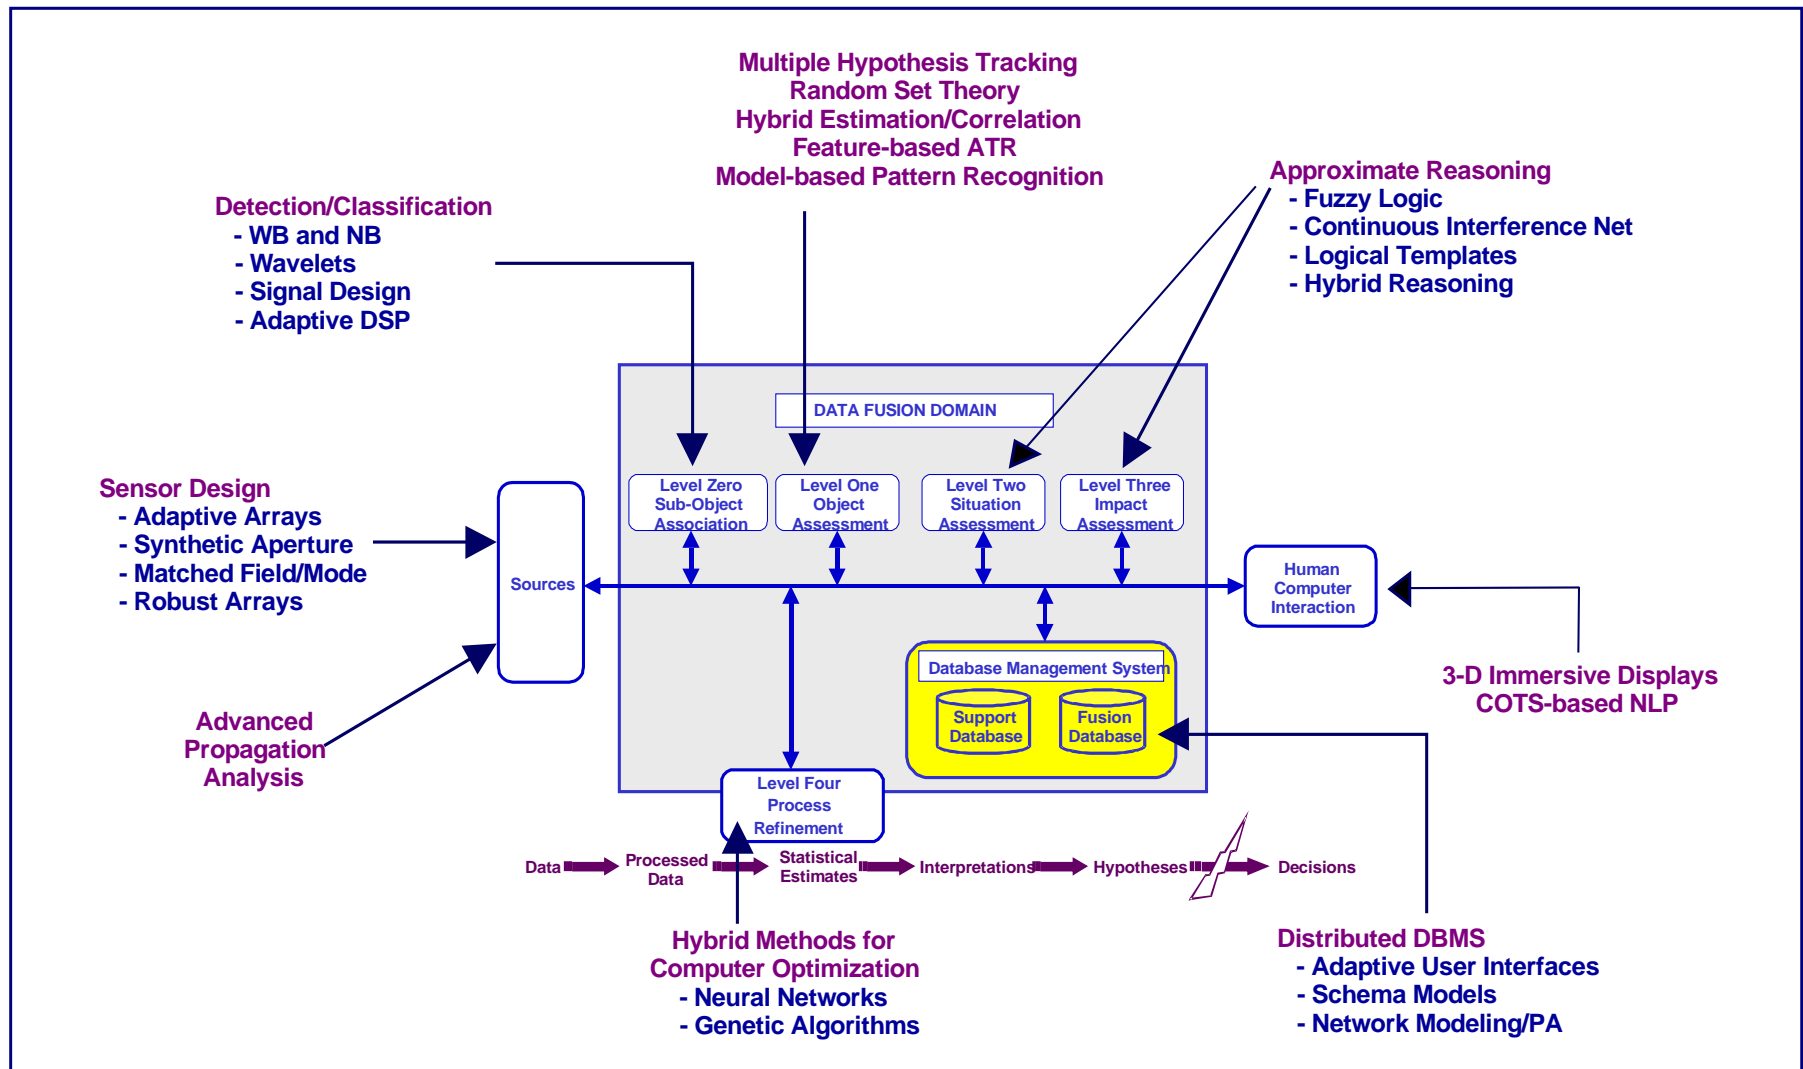 Multiple Hypothesis Tracking
Random Set Theory
Hybrid Estimation/Correlation
Feature-based ATR
Model-based Pattern Recognition
Detection/Classification
- WB and NB
- Wavelets
- Signal Design
- Adaptive DSP
Approximate Reasoning
- Fuzzy Logic
- Continuous Interference Net
- Logical Templates
- Hybrid Reasoning
Sensor Design
- Adaptive Arrays
- Synthetic Aperture
- Matched Field/Mode
- Robust Arrays
Advanced
Propagation
Analysis
Sources
DATA FUSION DOMAIN
Level Zero
Sub-Object
Association
Level One
Object
Assessment
Level Two
Situation
Assessment
Level Three
Impact
Assessment
Human
Computer
Interaction
Database Management System
Support
Database
Fusion
Database
3-D Immersive Displays
COTS-based NLP
Level Four
Process
Refinement
Data
Processed
Data
Statistical
Estimates
Interpretations
Hypotheses
Decisions
Hybrid Methods for
Computer Optimization
- Neural Networks
- Genetic Algorithms
Distributed DBMS
- Adaptive User Interfaces
- Schema Models
- Network Modeling/PA